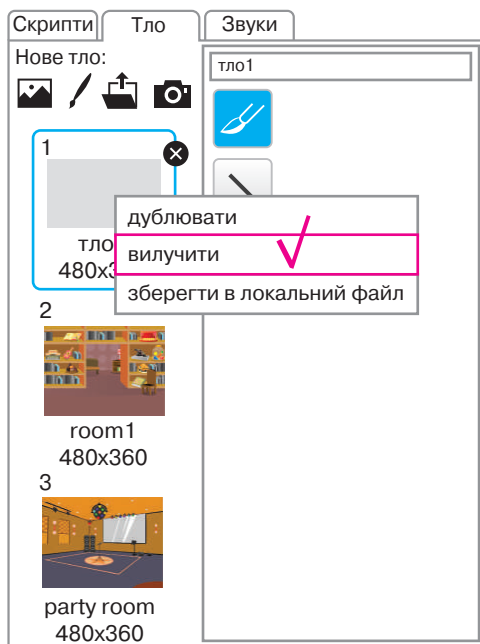 Скрипти Тло Звуки
Нове тло:
тло1
1
тло
480x3
дублювати
вилучити
зберегти в локальний файл
2
room1
480x360
3
party room
480x360